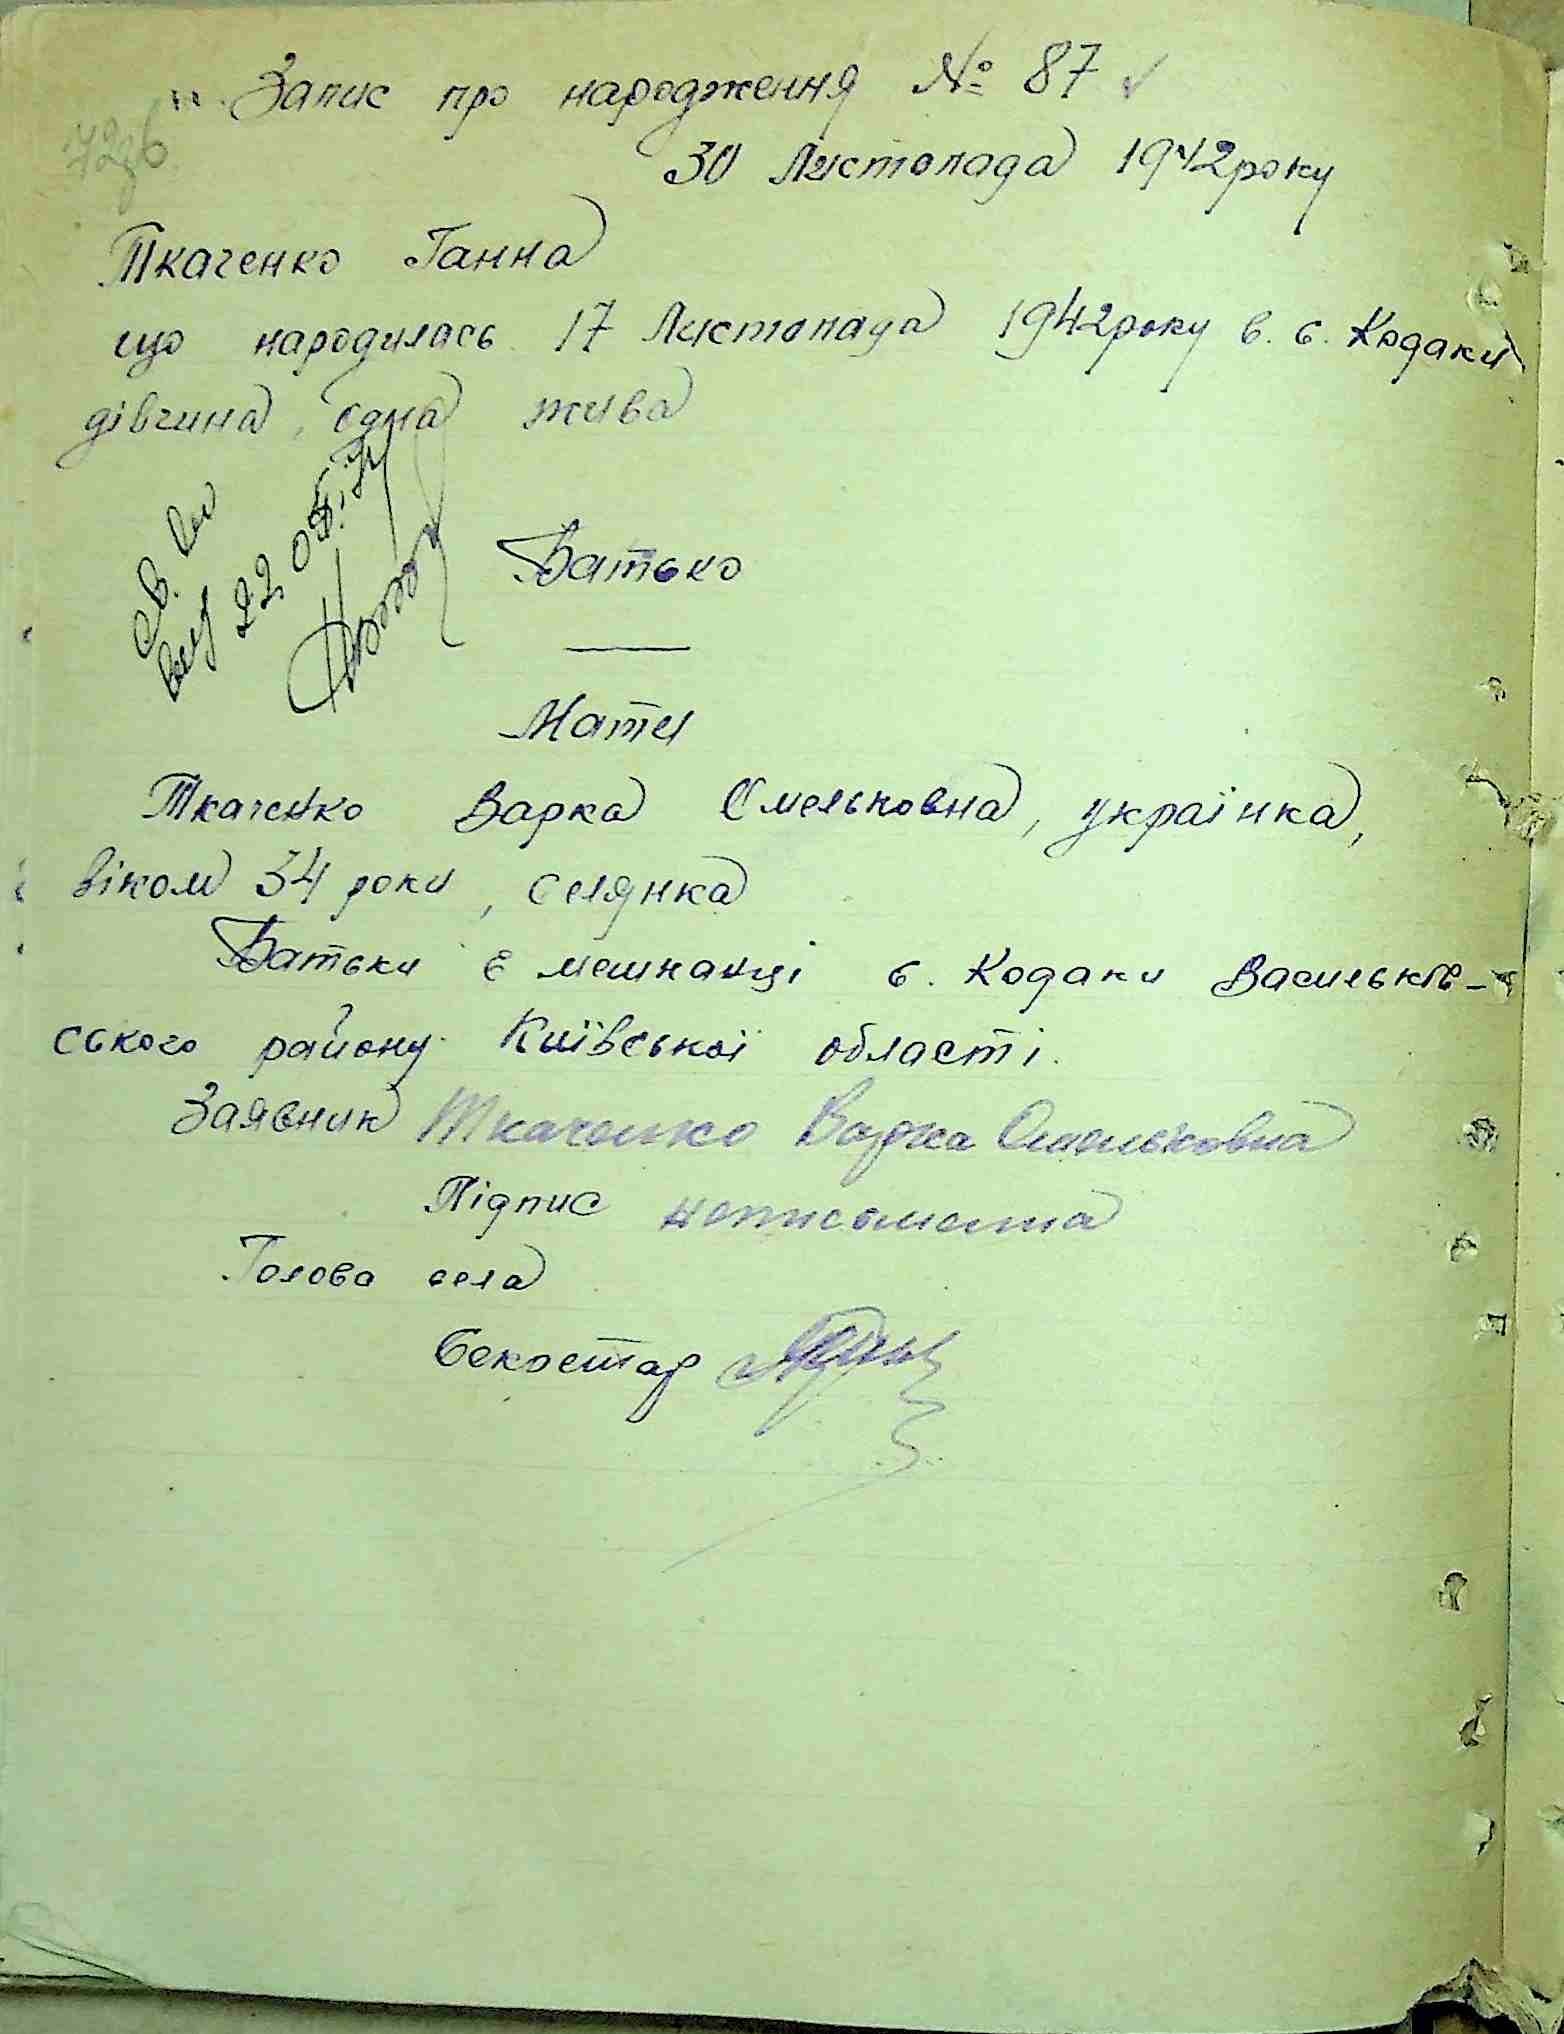 Запис про народження № 87
30 Листопада 1942 року
Ткаченко Ганна
що народилась 17 Листопада 1942 року в с. Кодаки
дівчина, одна жива
Батько
—
Мати
Ткаченко Варка Омельковна, українка,
віком 34 роки, селянка
Батьки є мешканці с. Кодаки Васильків-
ського району Київської області.
Заявник Ткаченко Варка Омельковна
Підпис неписьменна
Голова села
Секретар